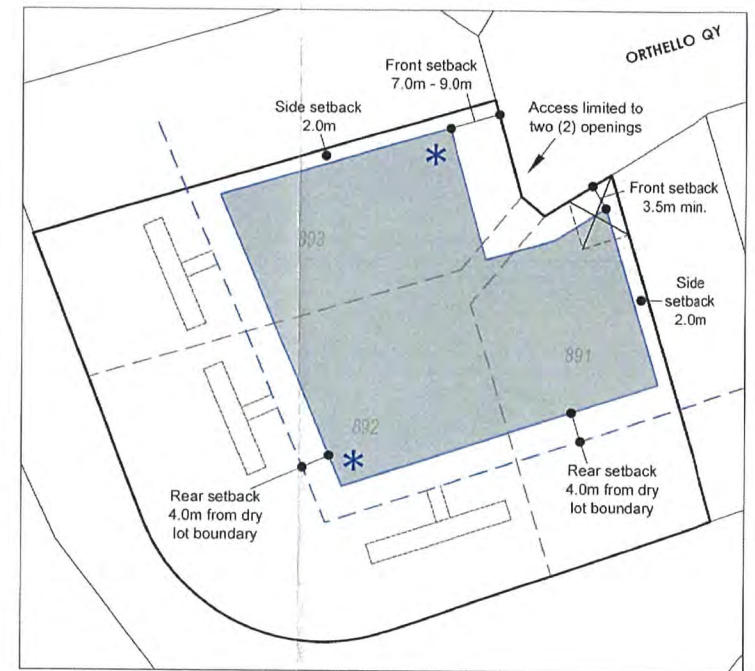 ORTHELLO QY
Front setback
7.0m - 9.0m
Side setback
2.0m
Access limited to
two (2) openings
*
Front setback
3.5m min.
893
Side
setback
2.0m
891
892
*
Rear setback
4.0m from dry
lot boundary
Rear setback
4.0m from dry
lot boundary